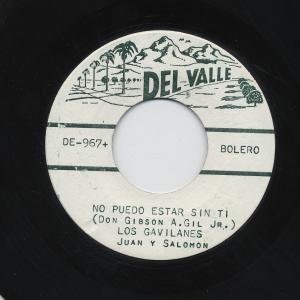 DEL VALLE
DE-967+
BOLERO
NO PUEDO ESTAR SIN TI
(DON GIBSON A. GIL JR.)
LOS GAVILANES
JUAN Y SALOMON